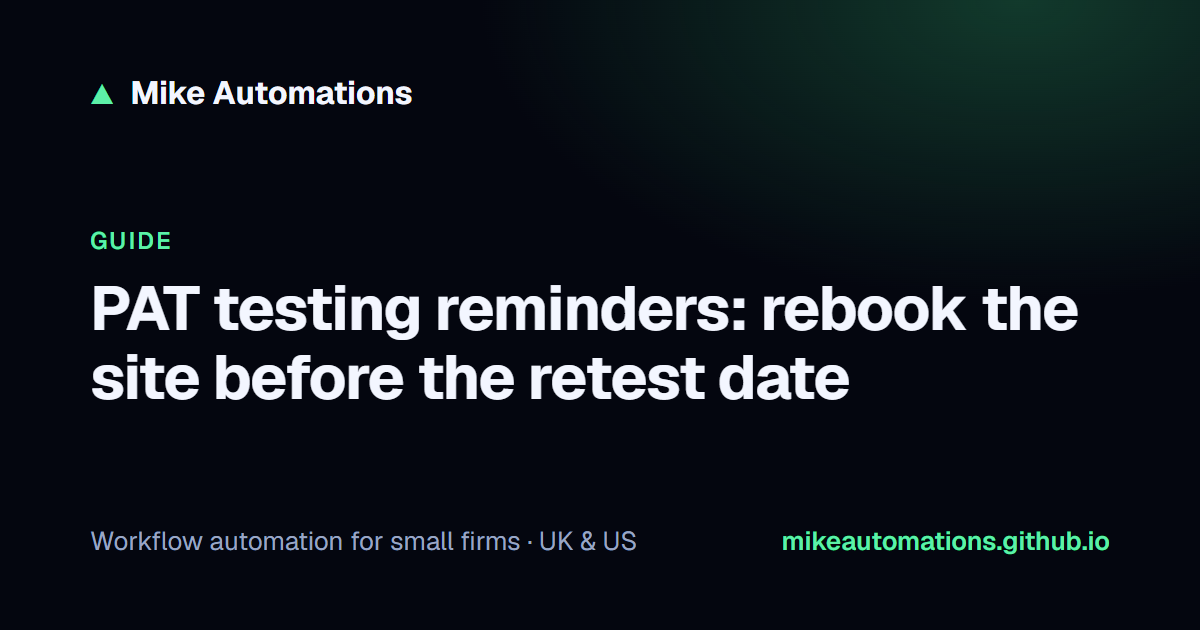 Mike Automations
GUIDE
PAT testing reminders: rebook the
site before the retest date
Workflow automation for small firms · UK & US
mikeautomations.github.io